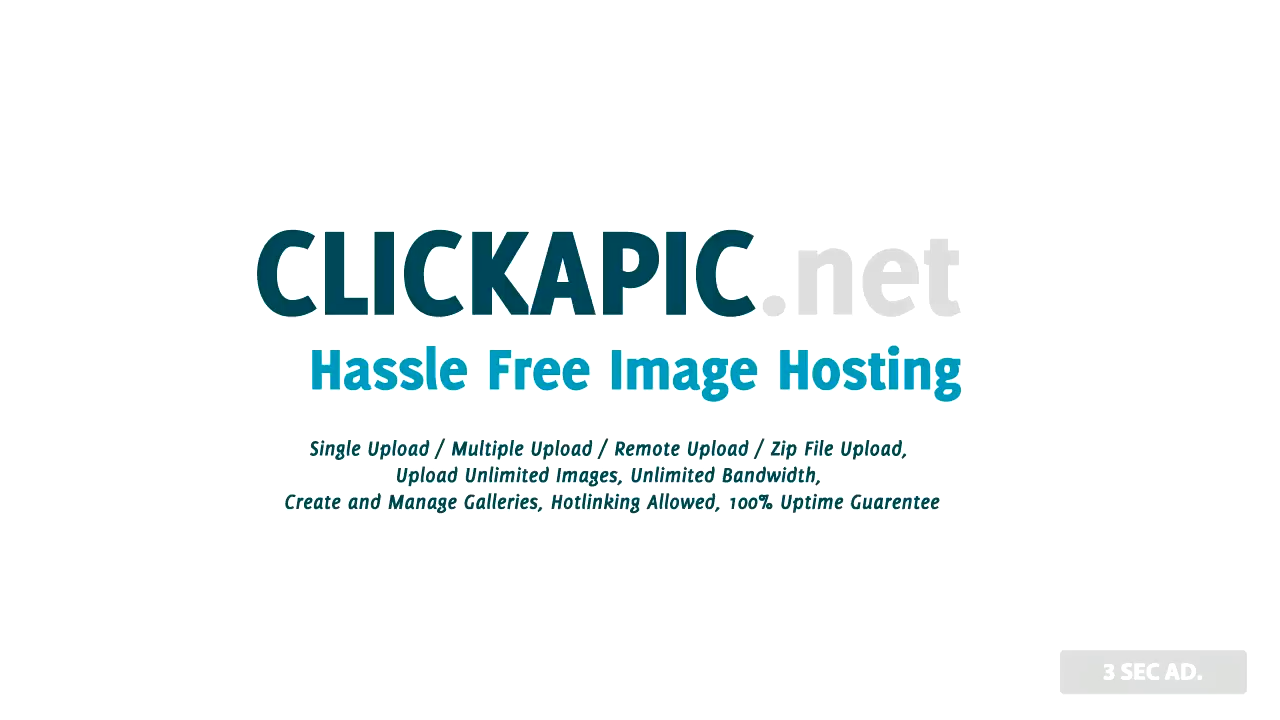 CLICKAPIC.net
Hassle Free Image Hosting
Single Upload / Multiple Upload / Remote Upload / Zip File Upload,
Upload Unlimited Images, Unlimited Bandwidth,
Create and Manage Galleries, Hotlinking Allowed, 100% Uptime Guarentee
3 SEC AD.